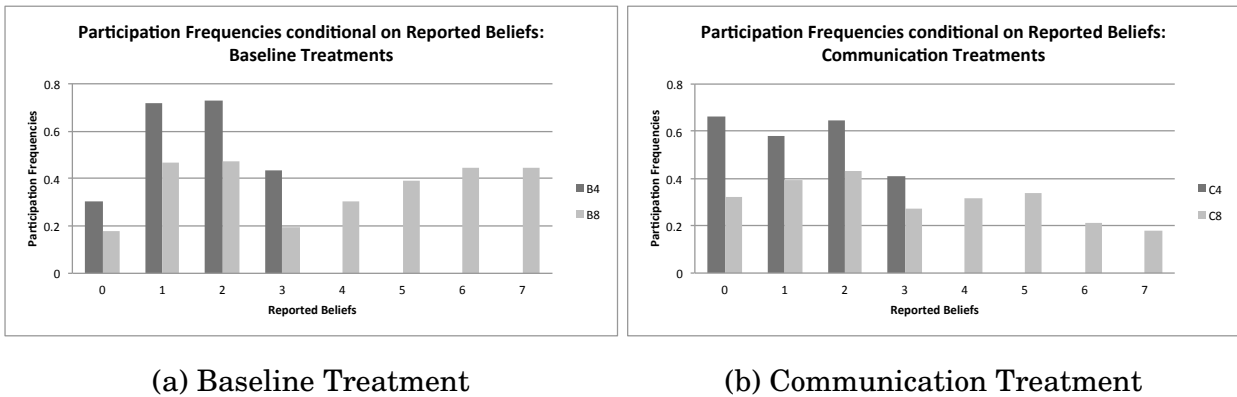 Participation Frequencies conditional on Reported Beliefs:
Baseline Treatments
Participation Frequencies
0.8
0.6
0.4
0.2
0
0 1 2 3 4 5 6 7
Reported Beliefs
B4
B8
Participation Frequencies conditional on Reported Beliefs:
Communication Treatments
Participation Frequencies
0.8
0.6
0.4
0.2
0
0 1 2 3 4 5 6 7
Reported Beliefs
C4
C8
(a) Baseline Treatment
(b) Communication Treatment